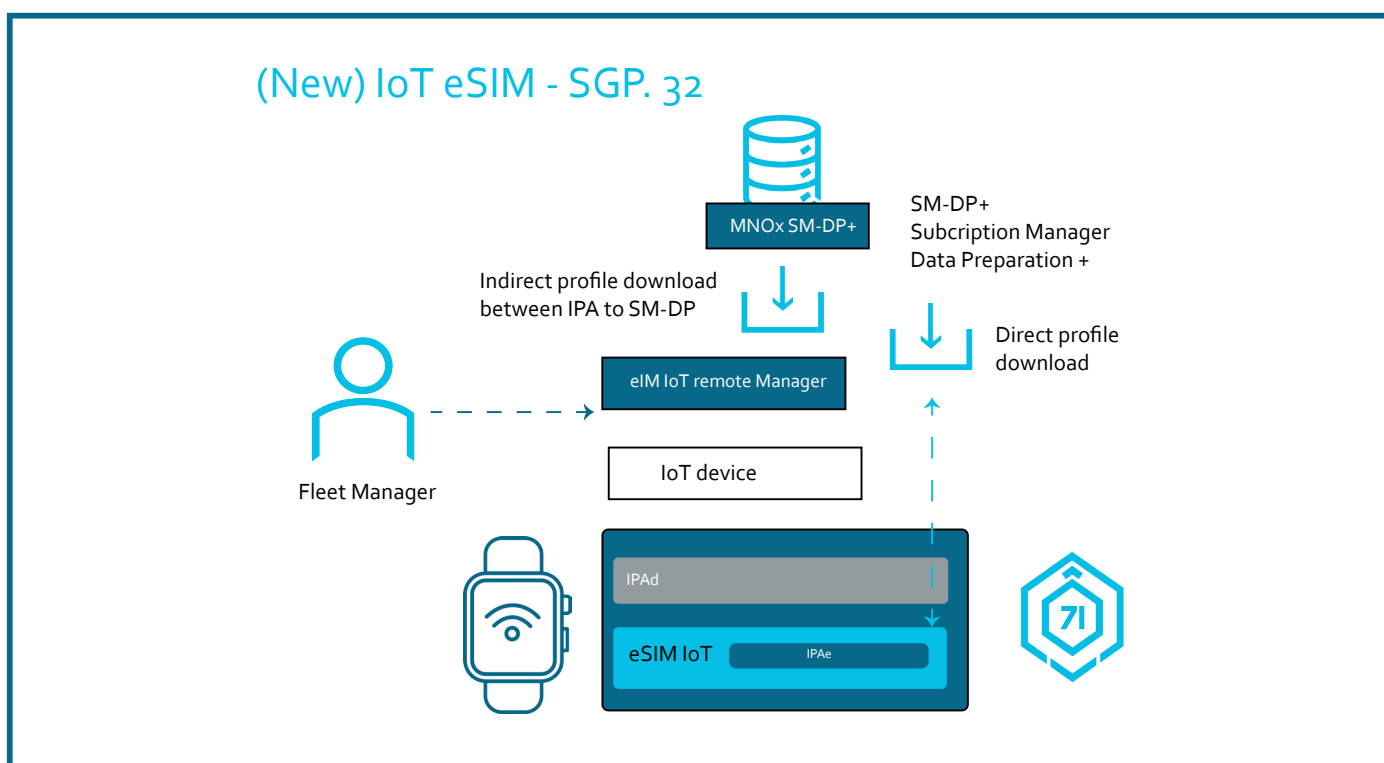 (New) IoT eSIM - SGP. 32
MNOx SM-DP+
SM-DP+
Subcription Manager
Data Preparation +
Indirect profile download
between IPA to SM-DP
Direct profile
download
eIM IoT remote Manager
IoT device
Fleet Manager
IPAd
eSIM IoT
IPAe
71